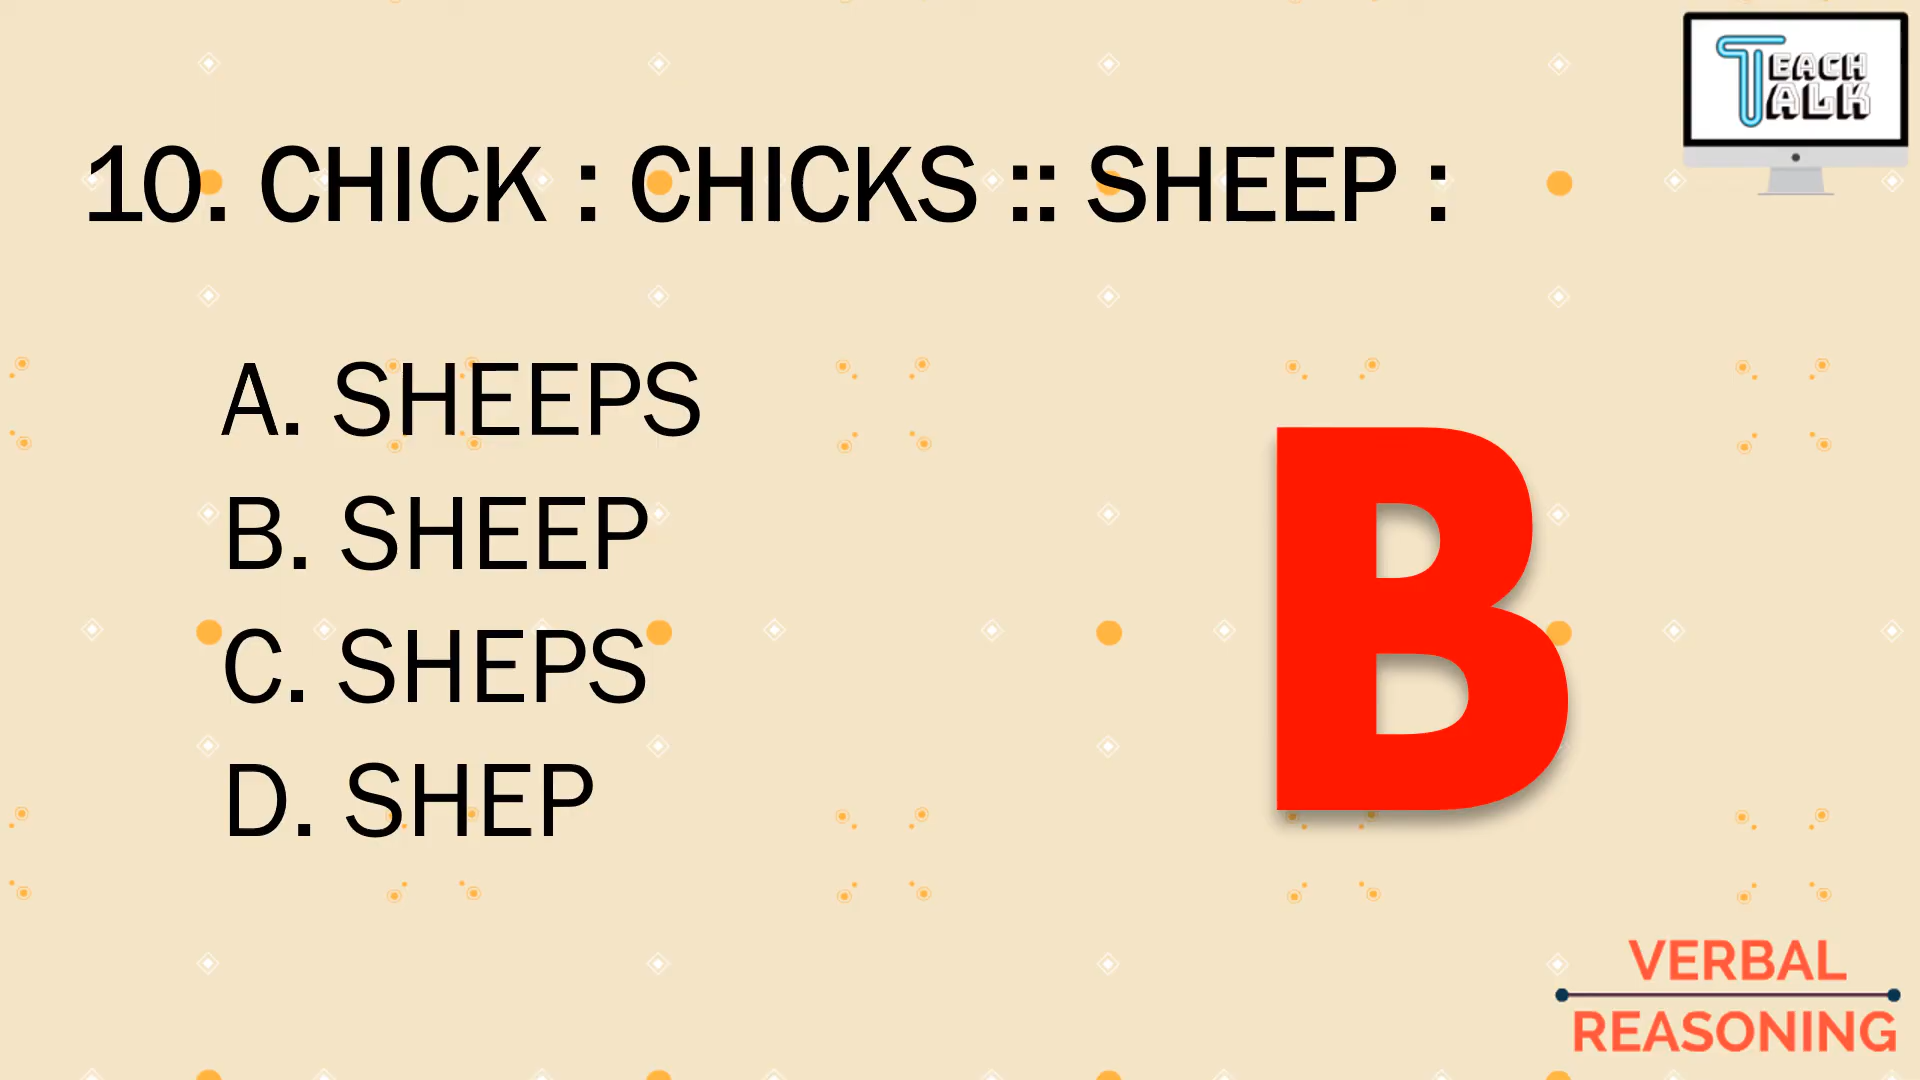 TEACH
TALK
10. CHICK : CHICKS :: SHEEP :
A. SHEEPS
B. SHEEP
C. SHEPS
D. SHEP
B
VERBAL
REASONING